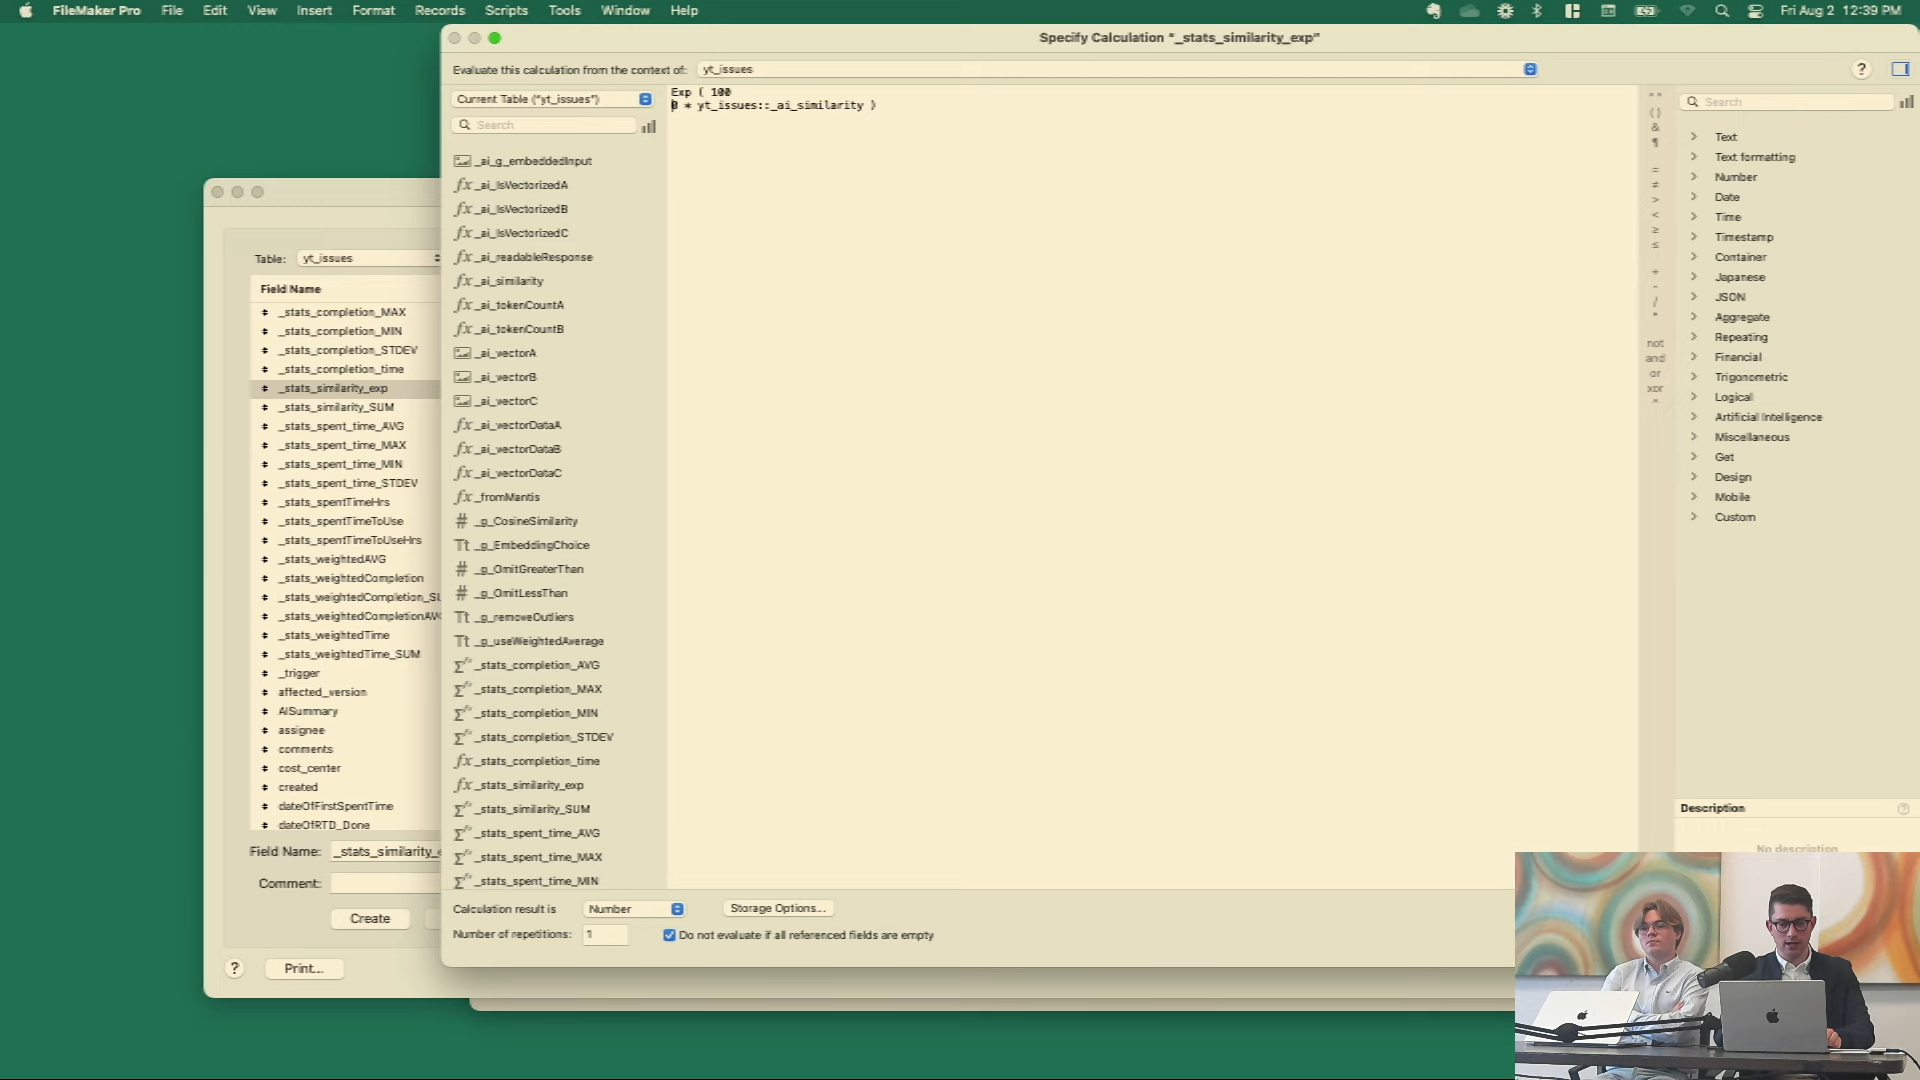 FileMaker Pro File Edit View Insert Format Records Scripts Tools Window Help Fri Aug 2 12:39 PM
Specify Calculation "_stats_similarity_exp"
Evaluate this calculation from the context of: yt_issues
Current Table ("yt_issues")
Search
_ai_g_embeddedInput
_ai_IsVectorizedA
_ai_IsVectorizedB
_ai_IsVectorizedC
_ai_readableResponse
_ai_similarity
_ai_tokenCountA
_ai_tokenCountB
_ai_vectorA
_ai_vectorB
_ai_vectorC
_ai_vectorDataA
_ai_vectorDataB
_ai_vectorDataC
_fromMantis
_g_CosineSimilarity
_g_EmbeddingChoice
_g_OmitGreaterThan
_g_OmitLessThan
_g_removeOutliers
_g_useWeightedAverage
_stats_completion_AVG
_stats_completion_MAX
_stats_completion_MIN
_stats_completion_STDEV
_stats_completion_time
_stats_similarity_exp
_stats_similarity_SUM
_stats_spent_time_AVG
_stats_spent_time_MAX
_stats_spent_time_MIN
Exp ( 100
0 * yt_issues::_ai_similarity )
" "
( )
&
¶
=
≠
>
<
≥
≤
+
-
/
*
not
and
or
xor
^
?
Search
Text
Text formatting
Number
Date
Time
Timestamp
Container
Japanese
JSON
Aggregate
Repeating
Financial
Trigonometric
Logical
Artificial Intelligence
Miscellaneous
Get
Design
Mobile
Custom
Description ?
No description
Calculation result is Number Storage Options...
Number of repetitions: 1 Do not evaluate if all referenced fields are empty
Table: yt_issues
Field Name
_stats_completion_MAX
_stats_completion_MIN
_stats_completion_STDEV
_stats_completion_time
_stats_similarity_exp
_stats_similarity_SUM
_stats_spent_time_AVG
_stats_spent_time_MAX
_stats_spent_time_MIN
_stats_spent_time_STDEV
_stats_spentTimeHrs
_stats_spentTimeToUse
_stats_spentTimeToUseHrs
_stats_weightedAVG
_stats_weightedCompletion
_stats_weightedCompletion_SU
_stats_weightedCompletionAV
_stats_weightedTime
_stats_weightedTime_SUM
_trigger
affected_version
AISummary
assignee
comments
cost_center
created
dateOfFirstSpentTime
dateOfRTD_Done
Field Name: _stats_similarity_e
Comment:
Create
? Print...